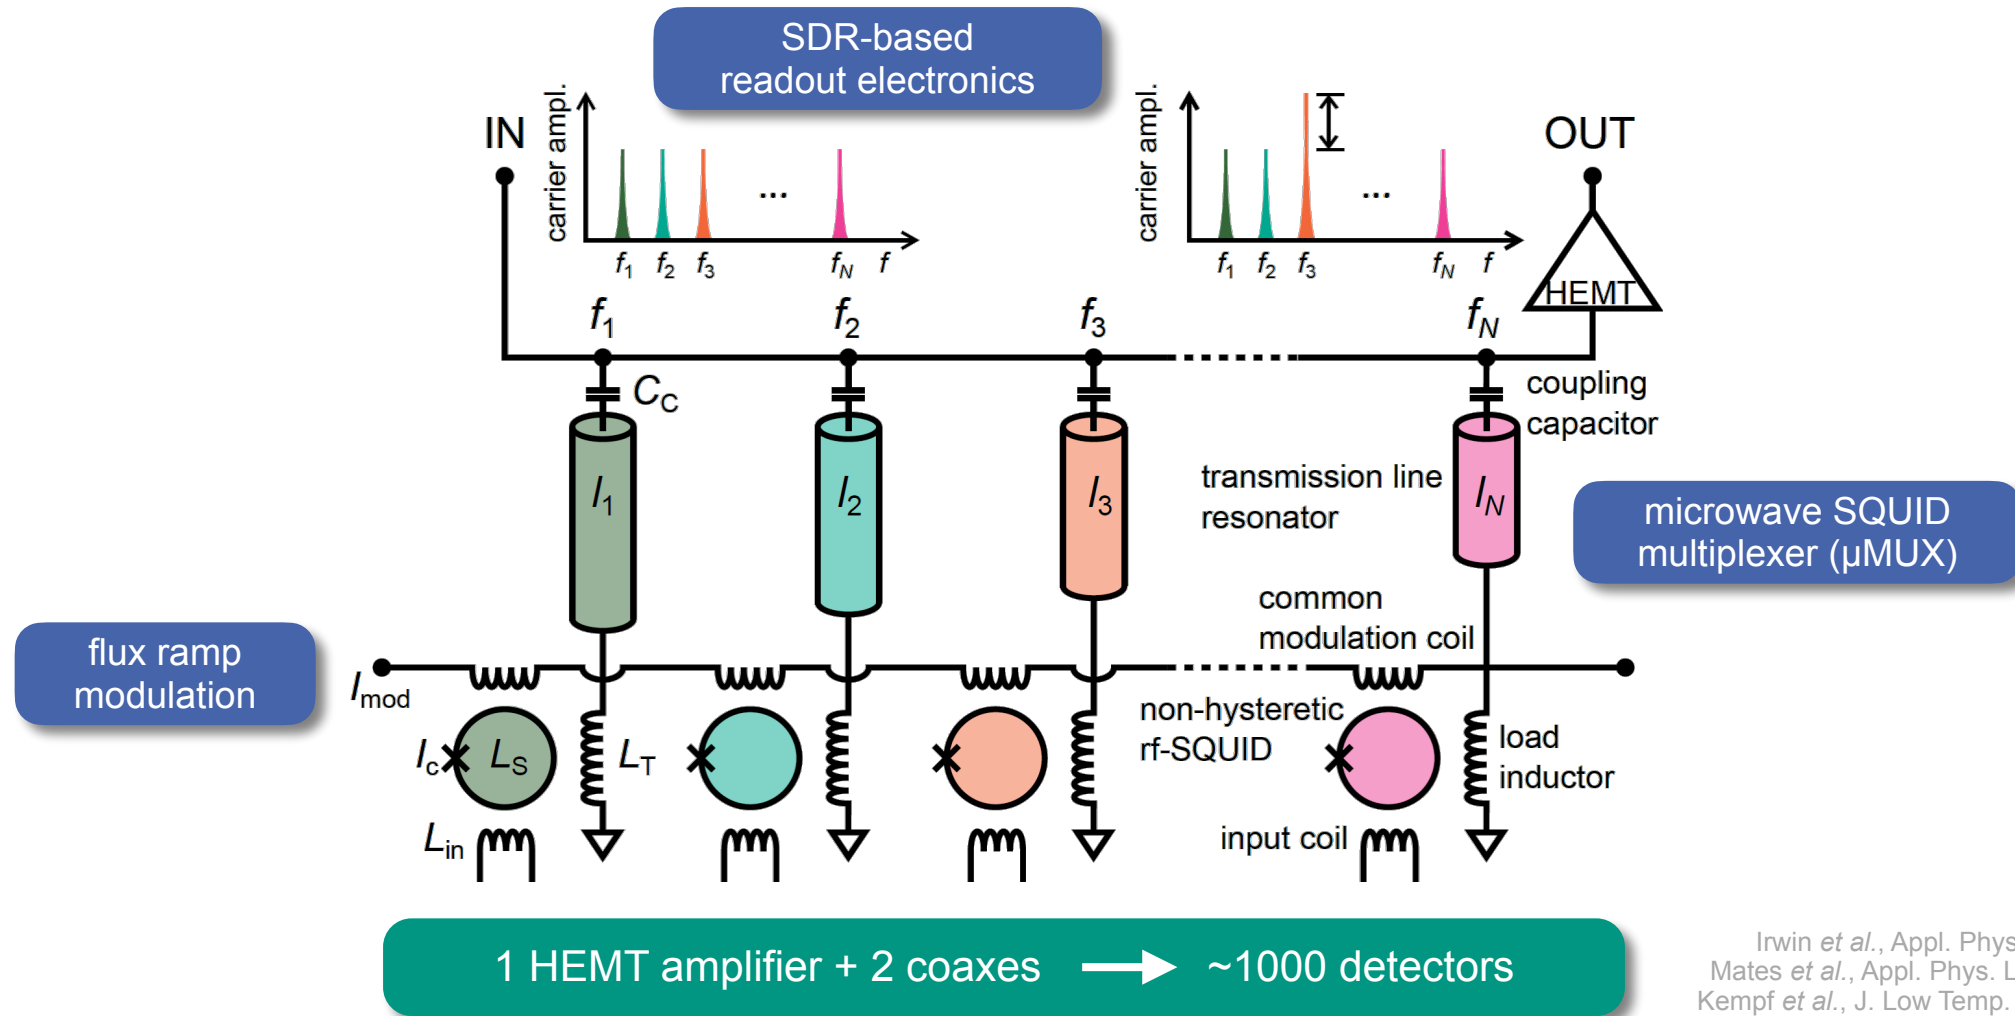 SDR-based
readout electronics
IN
carrier ampl.
...
f1 f2 f3 fN f
carrier ampl.
...
f1 f2 f3 fN f
OUT
HEMT
f1 f2 f3 fN
CC
coupling
capacitor
l1 l2 l3 lN
transmission line
resonator
microwave SQUID
multiplexer (µMUX)
common
modulation coil
flux ramp
modulation
Imod
non-hysteretic
rf-SQUID
Ic LS LT
load
inductor
Lin
input coil
1 HEMT amplifier + 2 coaxes → ~1000 detectors
Irwin et al., Appl. Phys
Mates et al., Appl. Phys. L
Kempf et al., J. Low Temp.